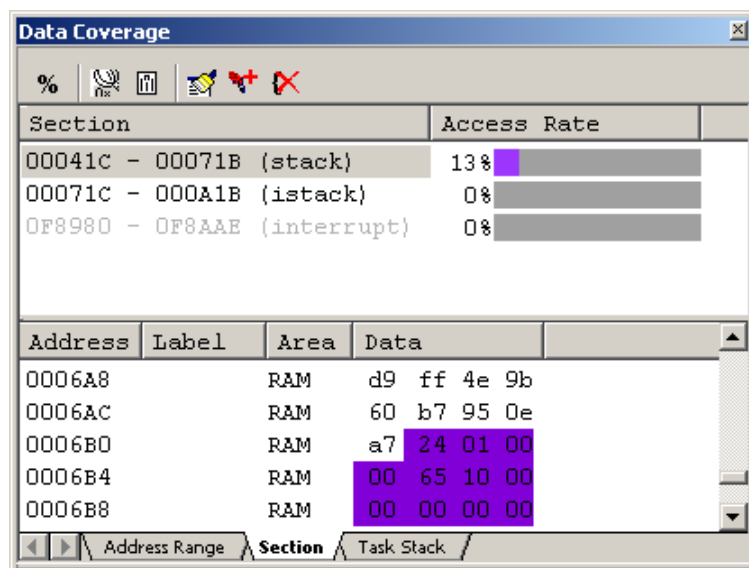 Data Coverage
%
Section Access Rate
00041C - 00071B (stack) 13%
00071C - 000A1B (istack) 0%
0F8980 - 0F8AAE (interrupt) 0%
Address Label Area Data
0006A8 RAM d9 ff 4e 9b
0006AC RAM 60 b7 95 0e
0006B0 RAM a7 24 01 00
0006B4 RAM 00 65 10 00
0006B8 RAM 00 00 00 00
Address Range Section Task Stack